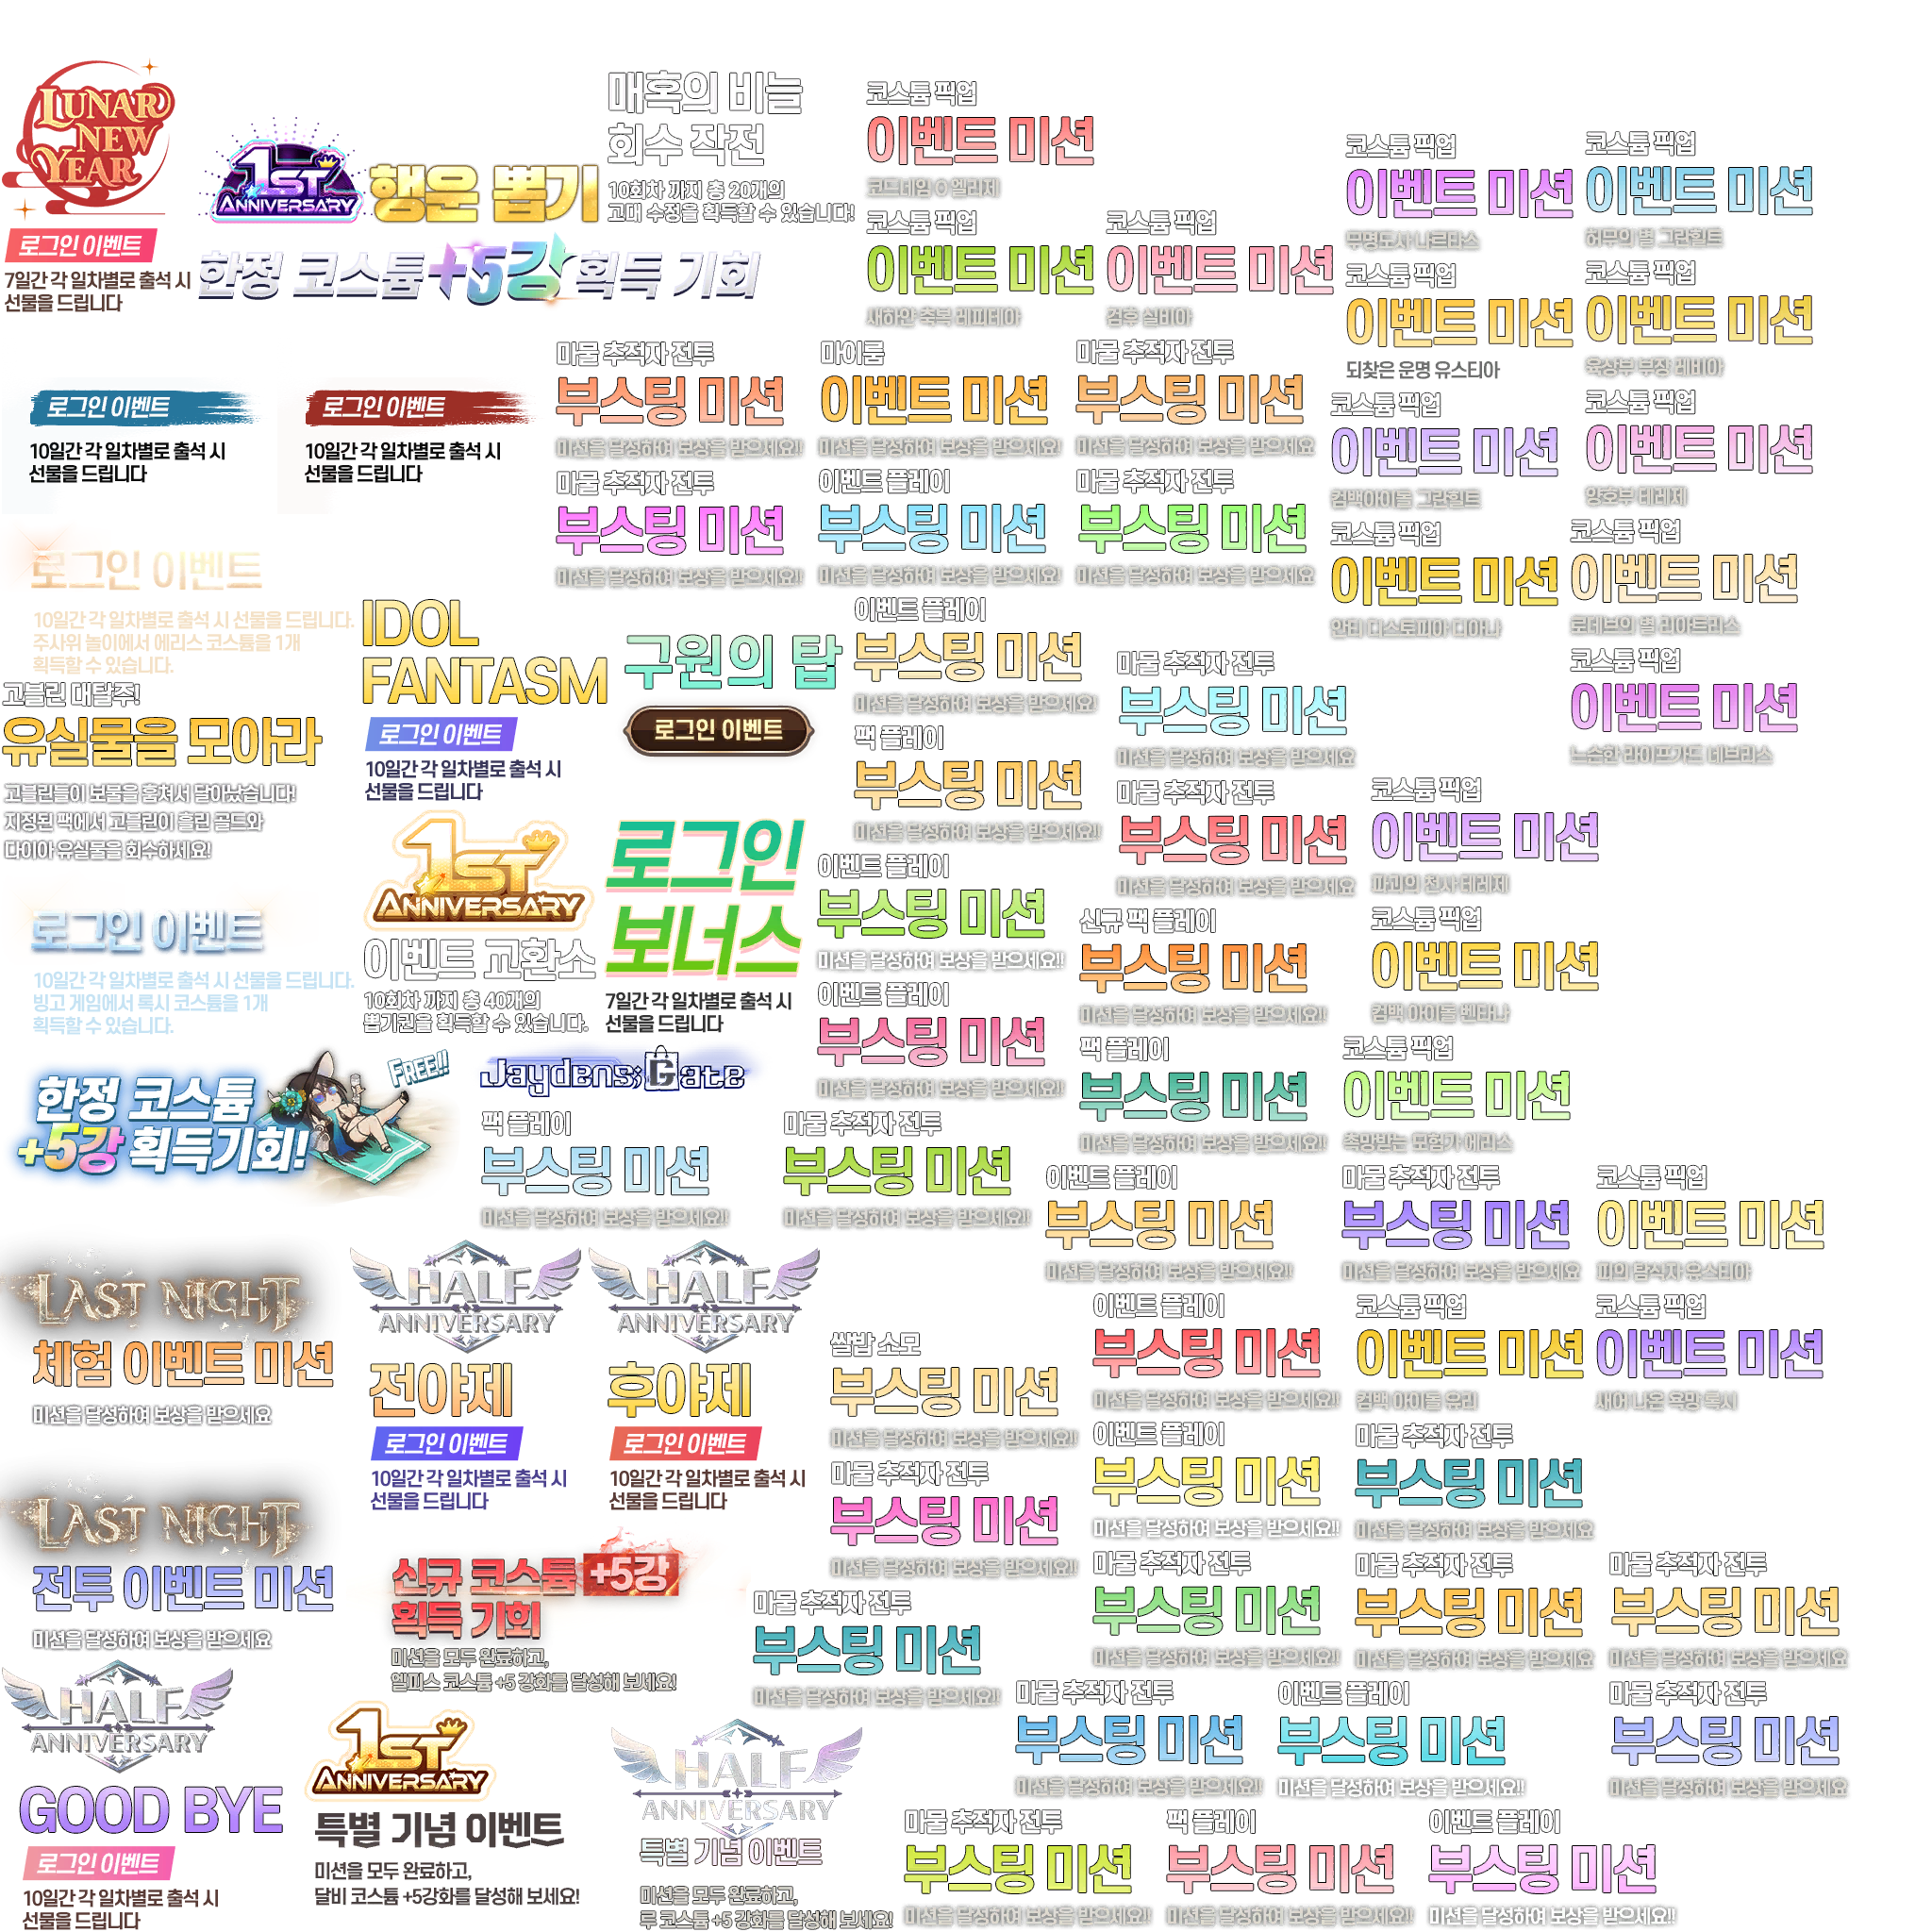 LUNAR
NEW
YEAR
로그인 이벤트
7일간 각 일차별로 출석 시
선물을 드립니다
1ST
ANNIVERSARY
행운 뽑기
한정 코스튬 +5강 획득 기회
매혹의 비늘
회수 작전
10회차 까지 총 20개의
고대 수정을 획득할 수 있습니다!
코스튬 픽업
이벤트 미션
코드네임 O 엘리제
코스튬 픽업
이벤트 미션
새하얀 축복 레피테아
코스튬 픽업
이벤트 미션
검후 실비아
코스튬 픽업
이벤트 미션
무명도사 나르타스
코스튬 픽업
이벤트 미션
허무의 별 그란힐트
코스튬 픽업
이벤트 미션
되찾은 운명 유스티아
코스튬 픽업
이벤트 미션
육상부 부장 레비아
로그인 이벤트
10일간 각 일차별로 출석 시
선물을 드립니다
로그인 이벤트
10일간 각 일차별로 출석 시
선물을 드립니다
마물 추적자 전투
부스팅 미션
미션을 달성하여 보상을 받으세요!!
마이룸
이벤트 미션
미션을 달성하여 보상을 받으세요!!
마물 추적자 전투
부스팅 미션
미션을 달성하여 보상을 받으세요
코스튬 픽업
이벤트 미션
컴백아이돌 그란힐트
코스튬 픽업
이벤트 미션
양호부 테레제
마물 추적자 전투
부스팅 미션
미션을 달성하여 보상을 받으세요!!
이벤트 플레이
부스팅 미션
미션을 달성하여 보상을 받으세요!!
마물 추적자 전투
부스팅 미션
미션을 달성하여 보상을 받으세요
코스튬 픽업
이벤트 미션
안티 디스토피아 디아나
코스튬 픽업
이벤트 미션
로데브의 별 리아트리스
로그인 이벤트
10일간 각 일차별로 출석 시 선물을 드립니다.
주사위 놀이에서 에리스 코스튬을 1개
획득할 수 있습니다.
고블린 대탈주!
유실물을 모아라
고블린들이 보물을 훔쳐서 달아났습니다!
지정된 팩에서 고블린이 흘린 골드와
다이아 유실물을 회수하세요!
IDOL
FANTASM
로그인 이벤트
10일간 각 일차별로 출석 시
선물을 드립니다
구원의 탑
로그인 이벤트
이벤트 플레이
부스팅 미션
미션을 달성하여 보상을 받으세요!!
팩 플레이
부스팅 미션
미션을 달성하여 보상을 받으세요!!
마물 추적자 전투
부스팅 미션
미션을 달성하여 보상을 받으세요
마물 추적자 전투
부스팅 미션
미션을 달성하여 보상을 받으세요
코스튬 픽업
이벤트 미션
느슨한 라이프가드 네브리스
코스튬 픽업
이벤트 미션
파괴의 천사 테레제
로그인 이벤트
10일간 각 일차별로 출석 시 선물을 드립니다.
빙고 게임에서 록시 코스튬을 1개
획득할 수 있습니다.
1ST
ANNIVERSARY
이벤트 교환소
10회차 까지 총 40개의
뽑기권을 획득할 수 있습니다.
로그인
보너스
7일간 각 일차별로 출석 시
선물을 드립니다
이벤트 플레이
부스팅 미션
미션을 달성하여 보상을 받으세요!!
이벤트 플레이
부스팅 미션
미션을 달성하여 보상을 받으세요!!
신규 팩 플레이
부스팅 미션
미션을 달성하여 보상을 받으세요!!
코스튬 픽업
이벤트 미션
컴백 아이돌 벤타나
팩 플레이
부스팅 미션
미션을 달성하여 보상을 받으세요!!
코스튬 픽업
이벤트 미션
촉망받는 모험가 에리스
한정 코스튬
+5강 획득기회!
FREE!!
Jaydens;Gate
팩 플레이
부스팅 미션
미션을 달성하여 보상을 받으세요!!
마물 추적자 전투
부스팅 미션
미션을 달성하여 보상을 받으세요!!
이벤트 플레이
부스팅 미션
미션을 달성하여 보상을 받으세요!!
마물 추적자 전투
부스팅 미션
미션을 달성하여 보상을 받으세요
코스튬 픽업
이벤트 미션
피의 탐식자 유스티아
LAST NIGHT
체험 이벤트 미션
미션을 달성하여 보상을 받으세요
HALF
ANNIVERSARY
전야제
로그인 이벤트
10일간 각 일차별로 출석 시
선물을 드립니다
HALF
ANNIVERSARY
후야제
로그인 이벤트
10일간 각 일차별로 출석 시
선물을 드립니다
쌀밥 소모
부스팅 미션
미션을 달성하여 보상을 받으세요!!
이벤트 플레이
부스팅 미션
미션을 달성하여 보상을 받으세요!!
코스튬 픽업
이벤트 미션
컴백 아이돌 유리
코스튬 픽업
이벤트 미션
새어 나온 욕망 록시
LAST NIGHT
전투 이벤트 미션
미션을 달성하여 보상을 받으세요
마물 추적자 전투
부스팅 미션
미션을 달성하여 보상을 받으세요!!
이벤트 플레이
부스팅 미션
미션을 달성하여 보상을 받으세요!!
마물 추적자 전투
부스팅 미션
미션을 달성하여 보상을 받으세요
신규 코스튬 +5강
획득 기회
미션을 모두 완료하고,
엘피스 코스튬 +5 강화를 달성해 보세요!
마물 추적자 전투
부스팅 미션
미션을 달성하여 보상을 받으세요!!
마물 추적자 전투
부스팅 미션
미션을 달성하여 보상을 받으세요!!
마물 추적자 전투
부스팅 미션
미션을 달성하여 보상을 받으세요
마물 추적자 전투
부스팅 미션
미션을 달성하여 보상을 받으세요
HALF
ANNIVERSARY
GOOD BYE
로그인 이벤트
10일간 각 일차별로 출석 시
선물을 드립니다
1ST
ANNIVERSARY
특별 기념 이벤트
미션을 모두 완료하고,
달비 코스튬 +5강화를 달성해 보세요!
HALF
ANNIVERSARY
특별 기념 이벤트
미션을 모두 완료하고,
루 코스튬 +5 강화를 달성해 보세요!
마물 추적자 전투
부스팅 미션
미션을 달성하여 보상을 받으세요!!
이벤트 플레이
부스팅 미션
미션을 달성하여 보상을 받으세요!!
마물 추적자 전투
부스팅 미션
미션을 달성하여 보상을 받으세요
마물 추적자 전투
부스팅 미션
미션을 달성하여 보상을 받으세요!!
팩 플레이
부스팅 미션
미션을 달성하여 보상을 받으세요!!
이벤트 플레이
부스팅 미션
미션을 달성하여 보상을 받으세요!!